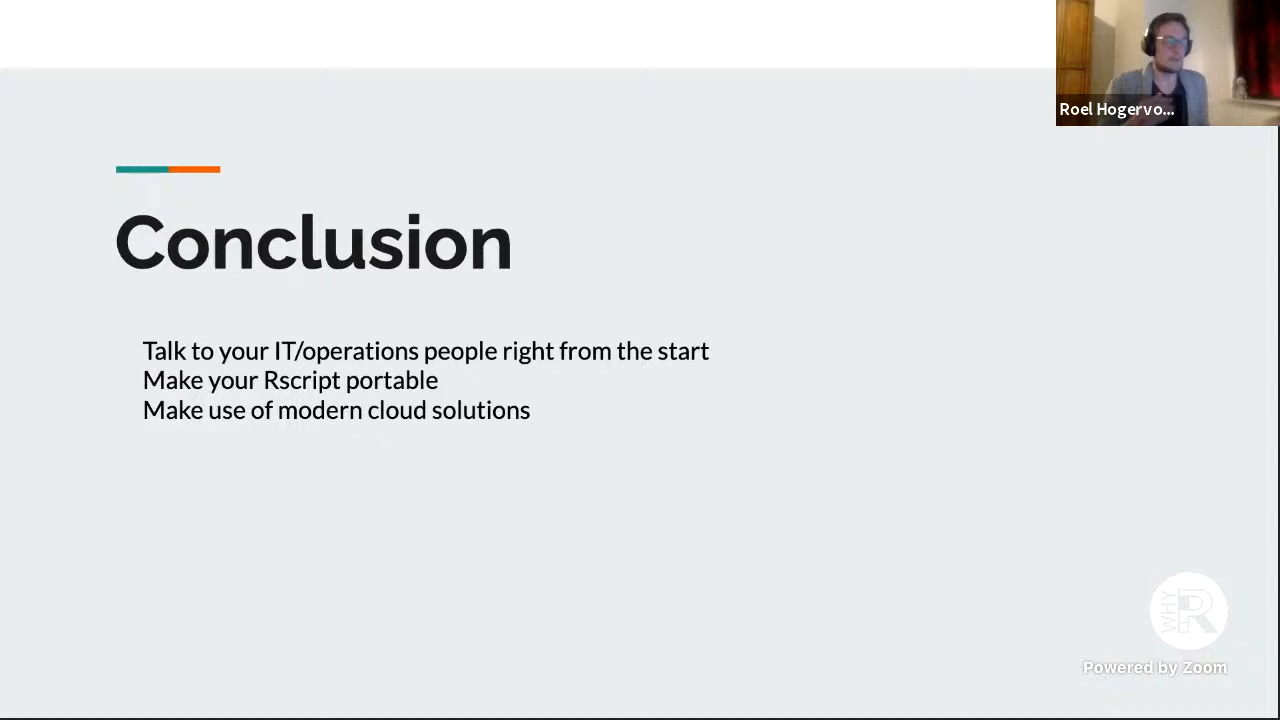 Roel Hogervo...
Conclusion
Talk to your IT/operations people right from the start
Make your Rscript portable
Make use of modern cloud solutions
WHY R
Powered by Zoom